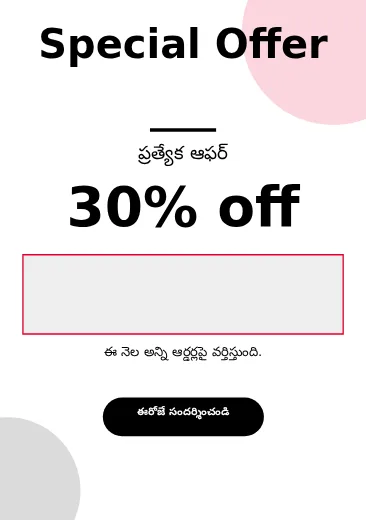 Special Offer
ప్రత్యేక ఆఫర్
30% off
ఈ నెల అన్ని ఆర్డర్లపై వర్తిస్తుంది.
ఈరోజే సందర్శించండి